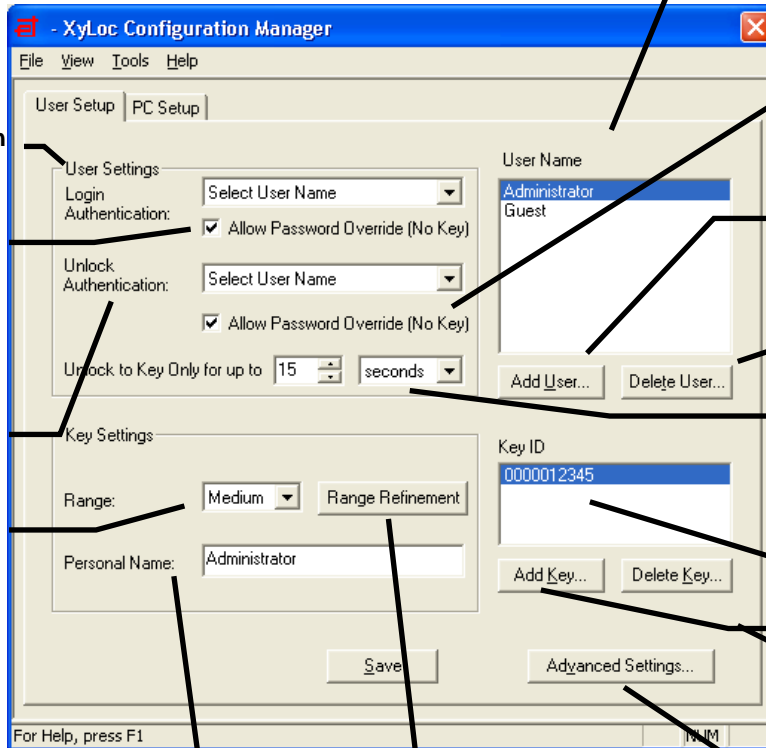 - XyLoc Configuration Manager
File View Tools Help
User Setup
PC Setup
User Settings
Login Authentication:
Select User Name
Allow Password Override (No Key)
Unlock Authentication:
Select User Name
Allow Password Override (No Key)
Unlock to Key Only for up to 15 seconds
User Name
Administrator
Guest
Add User... Delete User...
Key Settings
Range: Medium Range Refinement
Personal Name: Administrator
Key ID
0000012345
Add Key... Delete Key...
Save Advanced Settings...
For Help, press F1 NUM